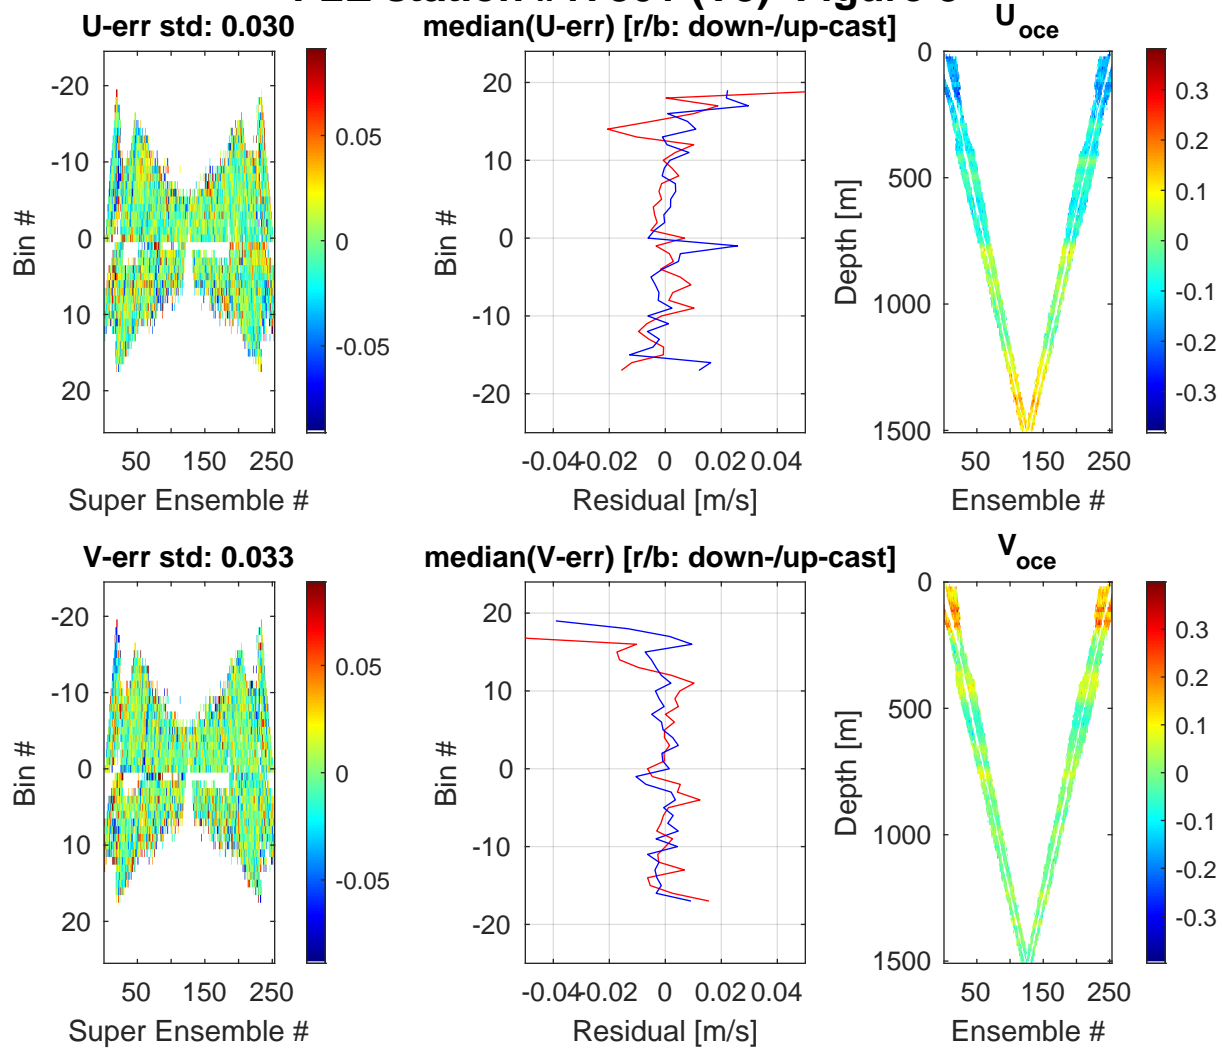 U-err std: 0.030
-20
-10
0
10
20
Bin #
50 150 250
Super Ensemble #
0.05
0
-0.05
median(U-err) [r/b: down-/up-cast]
20
10
0
-10
-20
Bin #
-0.04 -0.02 0 0.02 0.04
Residual [m/s]
U oce
0
500
1000
1500
Depth [m]
50 150 250
Ensemble #
0.3
0.2
0.1
0
-0.1
-0.2
-0.3
V-err std: 0.033
-20
-10
0
10
20
Bin #
50 150 250
Super Ensemble #
0.05
0
-0.05
median(V-err) [r/b: down-/up-cast]
20
10
0
-10
-20
Bin #
-0.04 -0.02 0 0.02 0.04
Residual [m/s]
V oce
0
500
1000
1500
Depth [m]
50 150 250
Ensemble #
0.3
0.2
0.1
0
-0.1
-0.2
-0.3